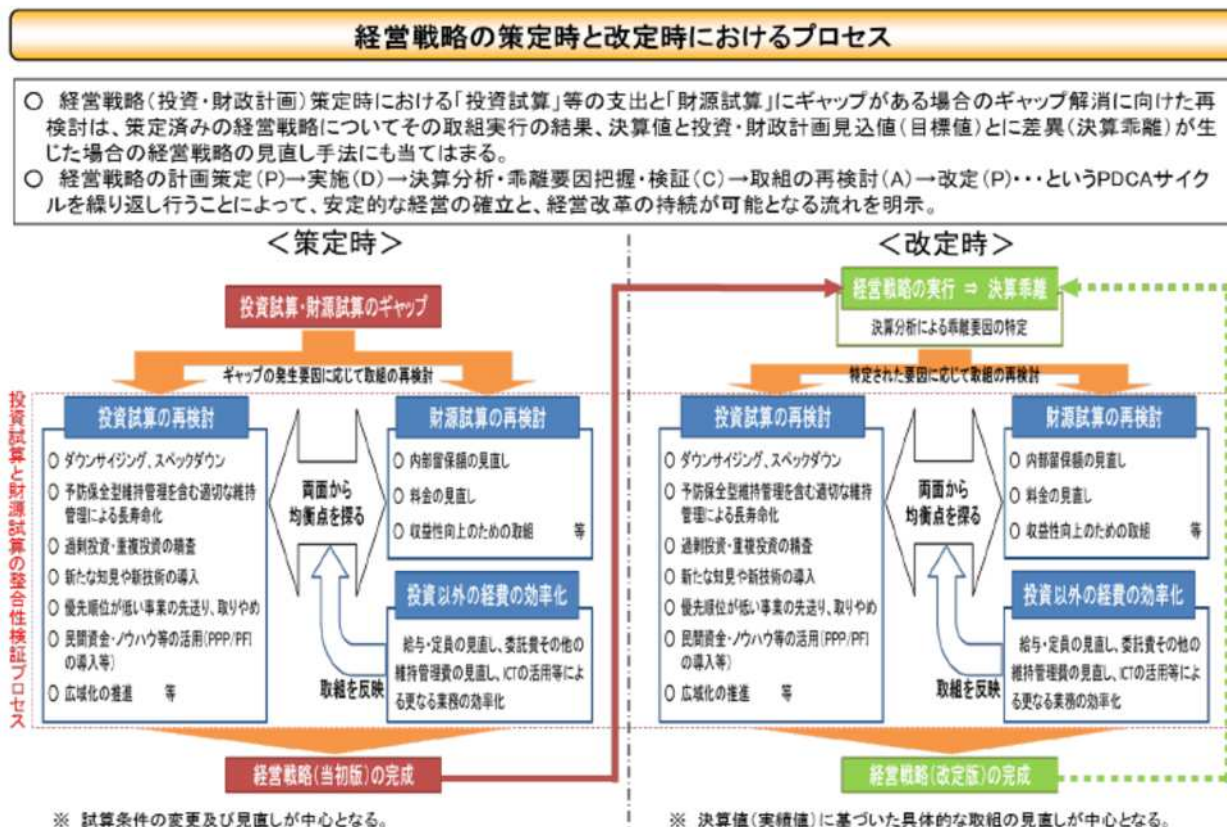 経営戦略の策定時と改定時におけるプロセス
○ 経営戦略(投資・財政計画)策定時における「投資試算」等の支出と「財源試算」にギャップがある場合のギャップ解消に向けた再
検討は、策定済みの経営戦略についてその取組実行の結果、決算値と投資・財政計画見込値(目標値)とに差異(決算乖離)が生
じた場合の経営戦略の見直し手法にも当てはまる。
○ 経営戦略の計画策定(P)→実施(D)→決算分析・乖離要因把握・検証(C)→取組の再検討(A)→改定(P)・・・というPDCAサイク
ルを繰り返し行うことによって、安定的な経営の確立と、経営改革の持続が可能となる流れを明示。
＜策定時＞
投資試算・財源試算のギャップ
ギャップの発生要因に応じて取組の再検討
投資試算と財源試算の整合性検証プロセス
投資試算の再検討
○ ダウンサイジング、スペックダウン
○ 予防保全型維持管理を含む適切な維持
管理による長寿命化
○ 過剰投資・重複投資の精査
○ 新たな知見や新技術の導入
○ 優先順位が低い事業の先送り、取りやめ
○ 民間資金・ノウハウ等の活用(PPP/PFI
の導入等)
○ 広域化の推進 等
両面から
均衡点を探る
取組を反映
財源試算の再検討
○ 内部留保額の見直し
○ 料金の見直し
○ 収益性向上のための取組 等
投資以外の経費の効率化
給与・定員の見直し、委託費その他の
維持管理費の見直し、ICTの活用等によ
る更なる業務の効率化
経営戦略(当初版)の完成
※ 試算条件の変更及び見直しが中心となる。
＜改定時＞
経営戦略の実行 ⇒ 決算乖離
決算分析による乖離要因の特定
特定された要因に応じて取組の再検討
投資試算の再検討
○ ダウンサイジング、スペックダウン
○ 予防保全型維持管理を含む適切な維持
管理による長寿命化
○ 過剰投資・重複投資の精査
○ 新たな知見や新技術の導入
○ 優先順位が低い事業の先送り、取りやめ
○ 民間資金・ノウハウ等の活用(PPP/PFI
の導入等)
○ 広域化の推進 等
両面から
均衡点を探る
取組を反映
財源試算の再検討
○ 内部留保額の見直し
○ 料金の見直し
○ 収益性向上のための取組 等
投資以外の経費の効率化
給与・定員の見直し、委託費その他の
維持管理費の見直し、ICTの活用等によ
る更なる業務の効率化
経営戦略(改定版)の完成
※ 決算値(実績値)に基づいた具体的な取組の見直しが中心となる。